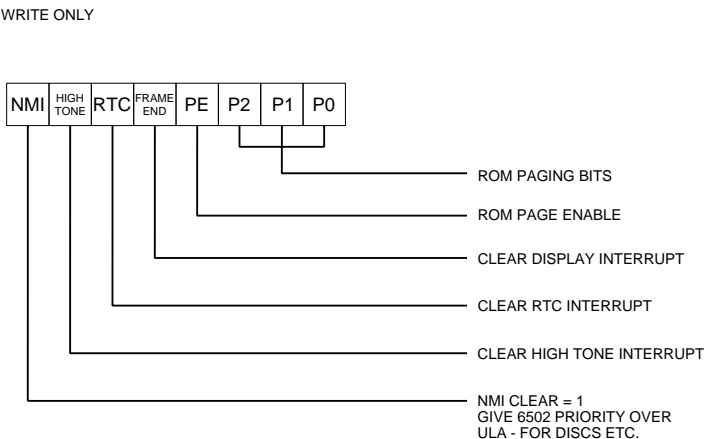 WRITE ONLY
NMI HIGH TONE RTC FRAME END PE P2 P1 P0
ROM PAGING BITS
ROM PAGE ENABLE
CLEAR DISPLAY INTERRUPT
CLEAR RTC INTERRUPT
CLEAR HIGH TONE INTERRUPT
NMI CLEAR = 1
GIVE 6502 PRIORITY OVER
ULA - FOR DISCS ETC.